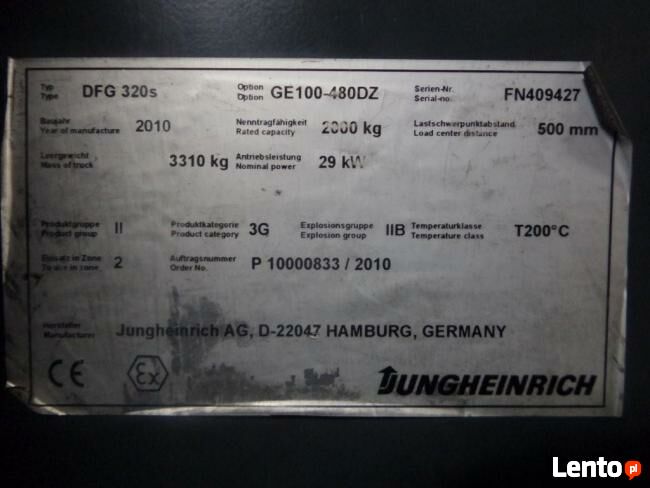 Typ DFG 320s Option GE100-480DZ Serien-Nr. FN409427
Type Option Serial-no.
Baujahr 2010 Nenntragfähigkeit 2000 kg Lastschwerpunktabstand 500 mm
Year of manufacture Rated capacity Load center distance
Leergewicht 3310 kg Antriebsleistung 29 kW
Mass of truck Nominal power
Produktgruppe II Produktkategorie 3G Explosionsgruppe IIB Temperaturklasse T200°C
Product group Product category Explosion group Temperature class
Einsatz in Zone 2 Auftragsnummer P 10000833 / 2010
To use in zone Order No.
Hersteller Jungheinrich AG, D-22047 HAMBURG, GERMANY
Manufacturer
CE Ex JUNGHEINRICH
Lento.pl